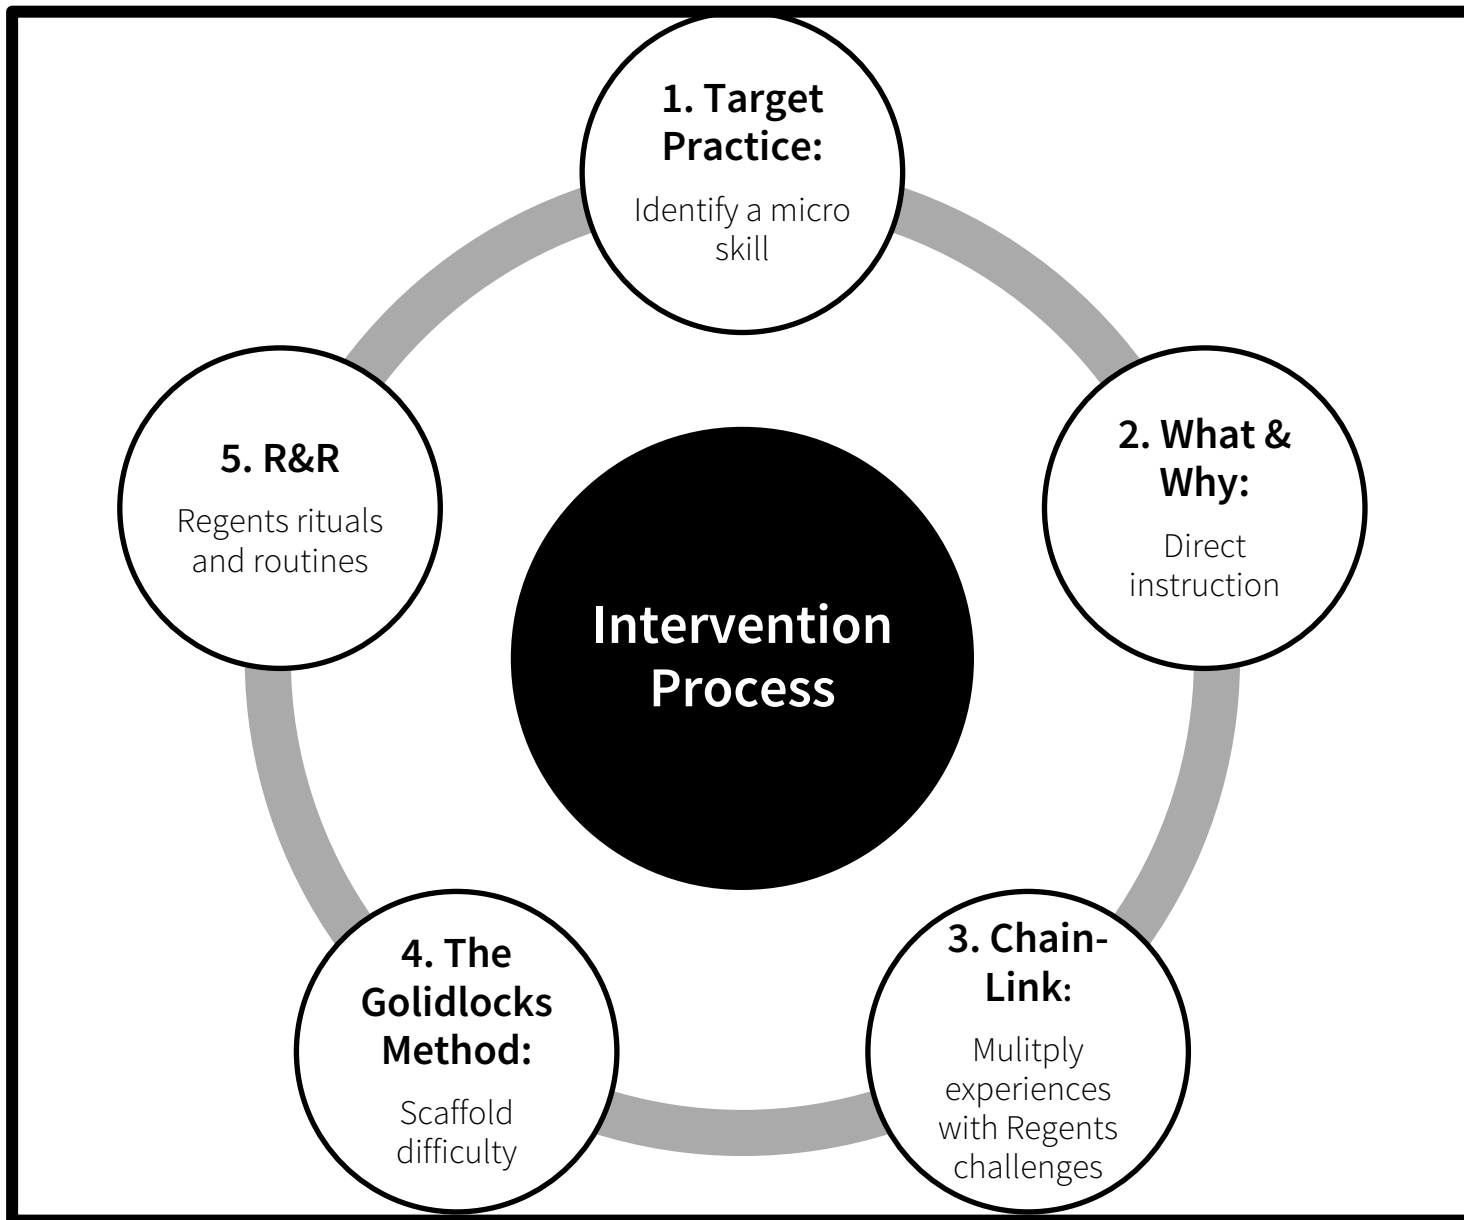 1. Target
Practice:
Identify a micro
skill
2. What &
Why:
Direct
instruction
3. Chain-
Link:
Mulitply
experiences
with Regents
challenges
4. The
Golidlocks
Method:
Scaffold
difficulty
5. R&R
Regents rituals
and routines
Intervention
Process